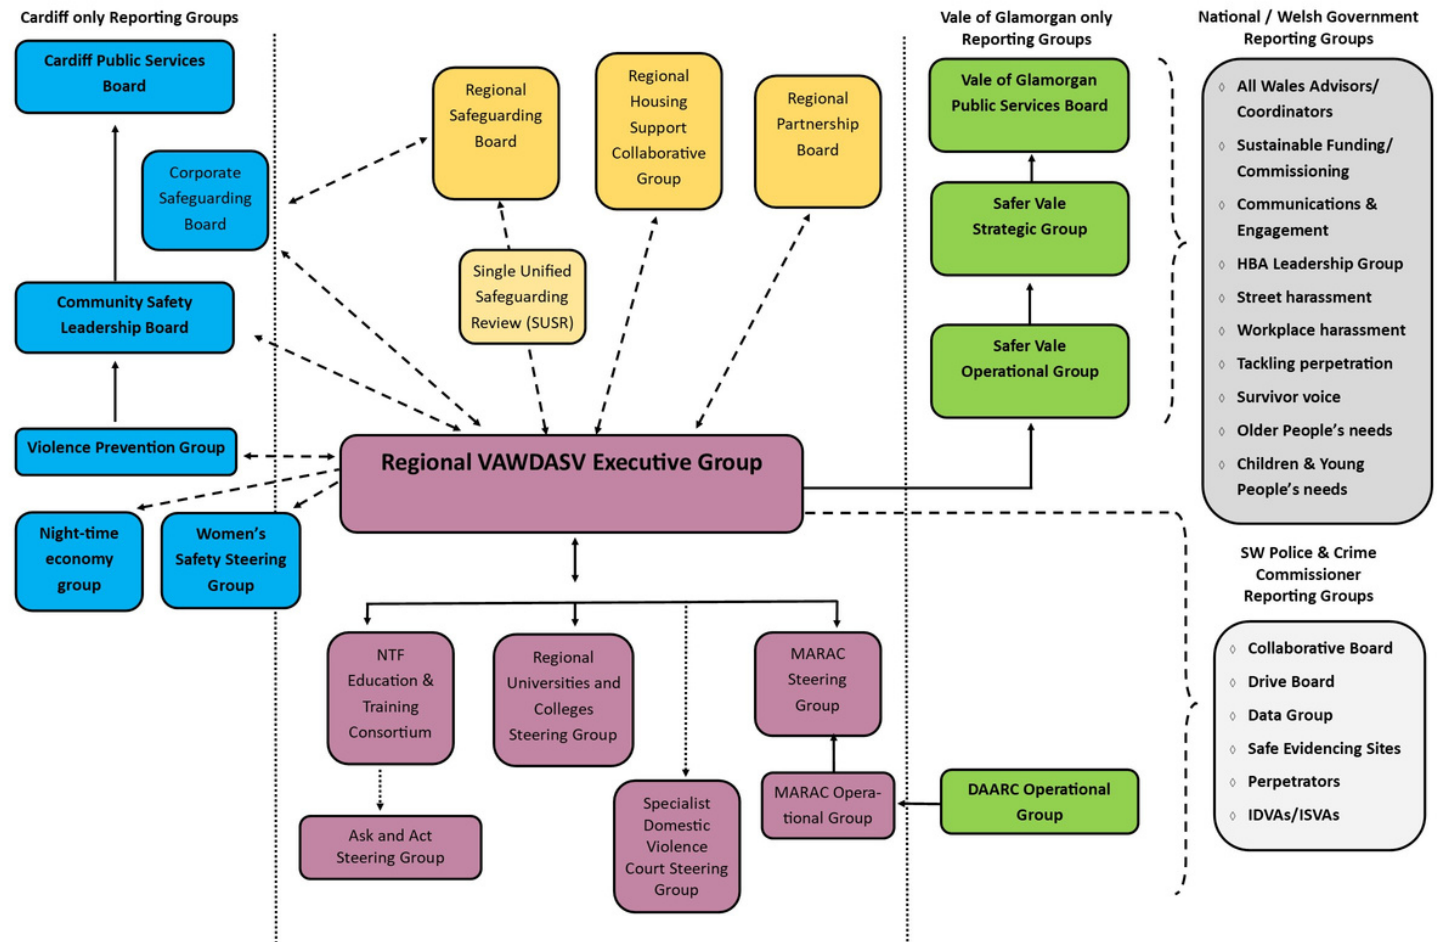 Cardiff only Reporting Groups
Cardiff Public Services
Board
Corporate
Safeguarding
Board
Community Safety
Leadership Board
Violence Prevention Group
Night-time
economy
group
Women's
Safety Steering
Group
Regional
Safeguarding
Board
Regional
Housing
Support
Collaborative
Group
Regional
Partnership
Board
Single Unified
Safeguarding
Review (SUSR)
Regional VAWDASV Executive Group
NTF
Education &
Training
Consortium
Regional
Universities and
Colleges
Steering Group
MARAC
Steering
Group
Ask and Act
Steering Group
Specialist
Domestic
Violence
Court Steering
Group
MARAC Opera-
tional Group
Vale of Glamorgan only
Reporting Groups
Vale of Glamorgan
Public Services Board
Safer Vale
Strategic Group
Safer Vale
Operational Group
DAARC Operational
Group
National / Welsh Government
Reporting Groups
◊ All Wales Advisors/
Coordinators
◊ Sustainable Funding/
Commissioning
◊ Communications &
Engagement
◊ HBA Leadership Group
◊ Street harassment
◊ Workplace harassment
◊ Tackling perpetration
◊ Survivor voice
◊ Older People's needs
◊ Children & Young
People's needs
SW Police & Crime
Commissioner
Reporting Groups
◊ Collaborative Board
◊ Drive Board
◊ Data Group
◊ Safe Evidencing Sites
◊ Perpetrators
◊ IDVAs/ISVAs